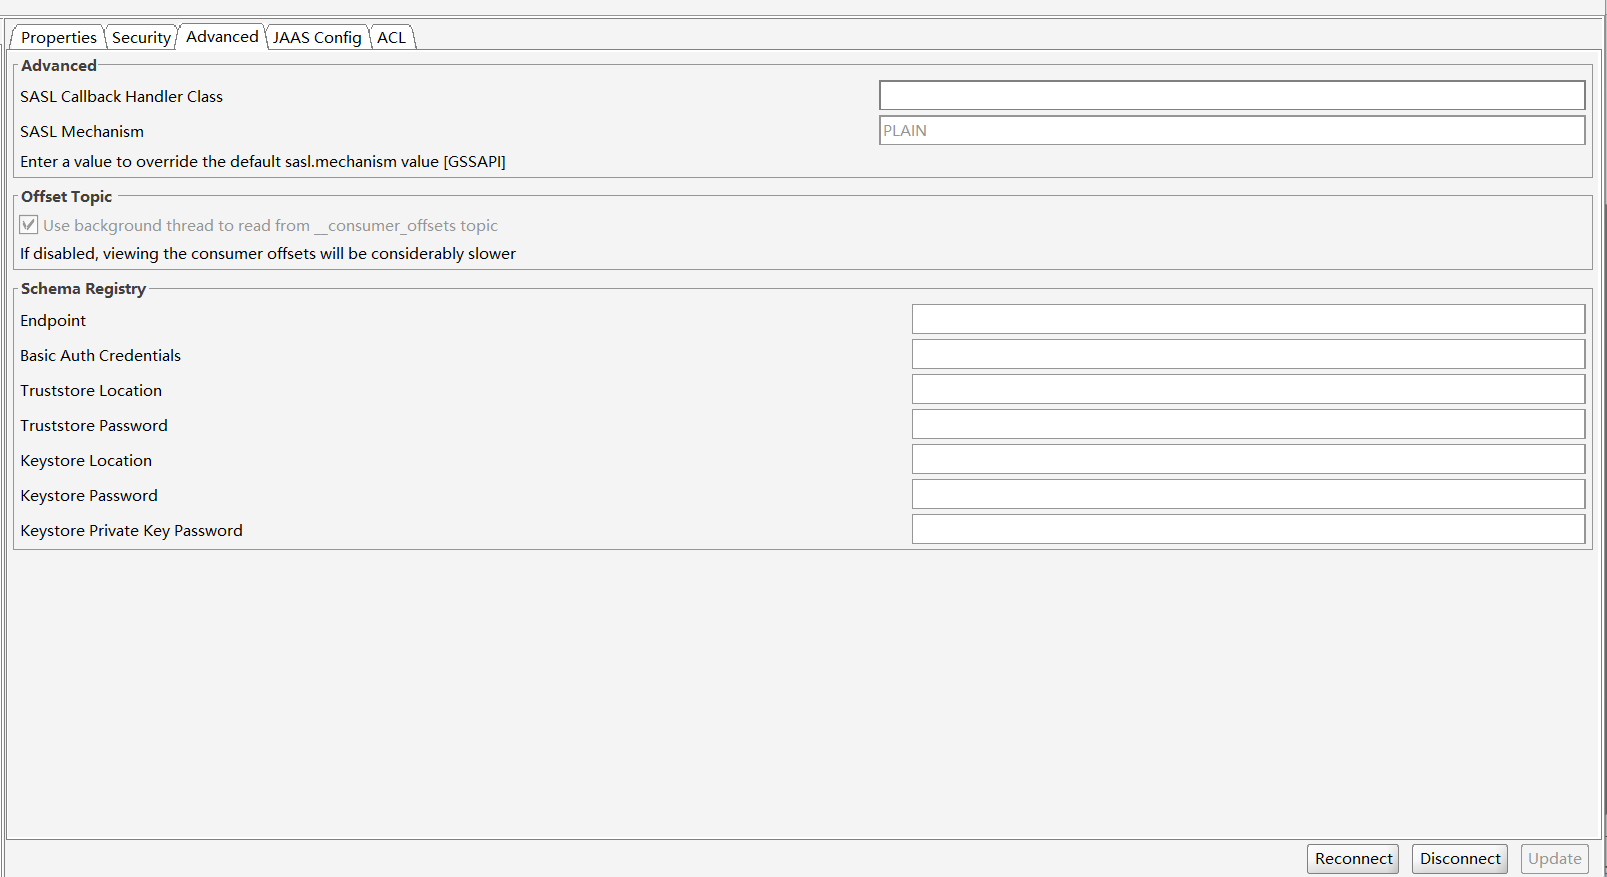 Properties Security Advanced JAAS Config ACL
Advanced
SASL Callback Handler Class
SASL Mechanism PLAIN
Enter a value to override the default sasl.mechanism value [GSSAPI]
Offset Topic
Use background thread to read from __consumer_offsets topic
If disabled, viewing the consumer offsets will be considerably slower
Schema Registry
Endpoint
Basic Auth Credentials
Truststore Location
Truststore Password
Keystore Location
Keystore Password
Keystore Private Key Password
Reconnect Disconnect Update